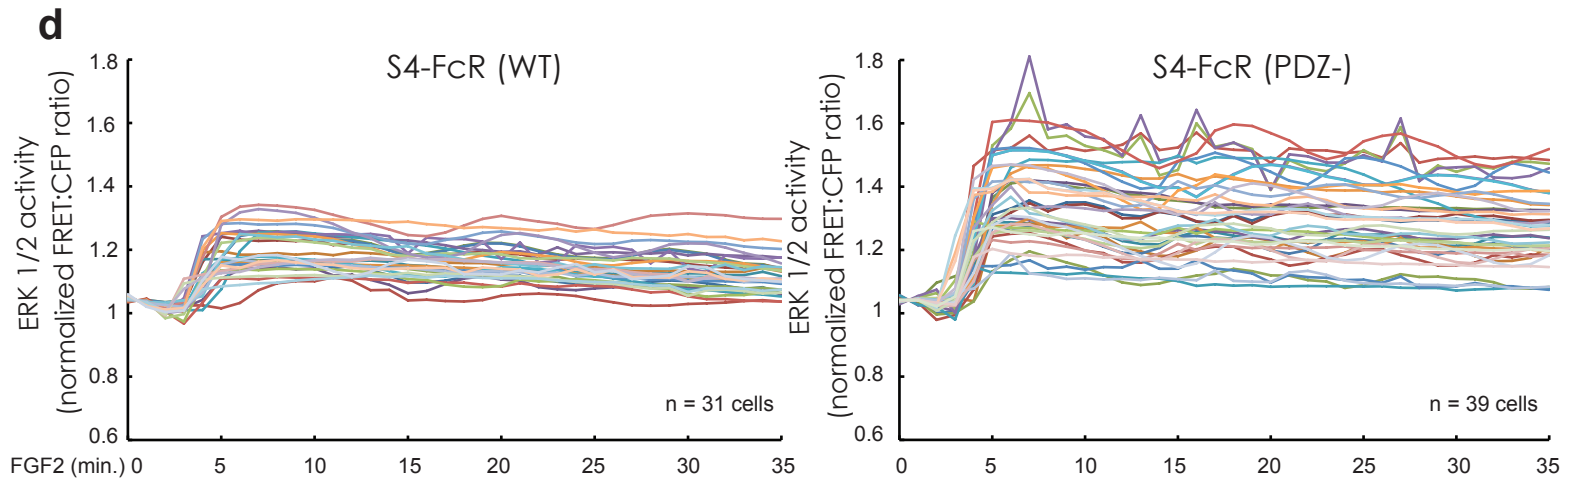 d
S4-FcR (WT)
ERK 1/2 activity
(normalized FRET:CFP ratio)
1.8
1.6
1.4
1.2
1
0.8
0.6
n = 31 cells
FGF2 (min.) 0 5 10 15 20 25 30 35
S4-FcR (PDZ-)
ERK 1/2 activity
(normalized FRET:CFP ratio)
1.8
1.6
1.4
1.2
1
0.8
0.6
n = 39 cells
0 5 10 15 20 25 30 35